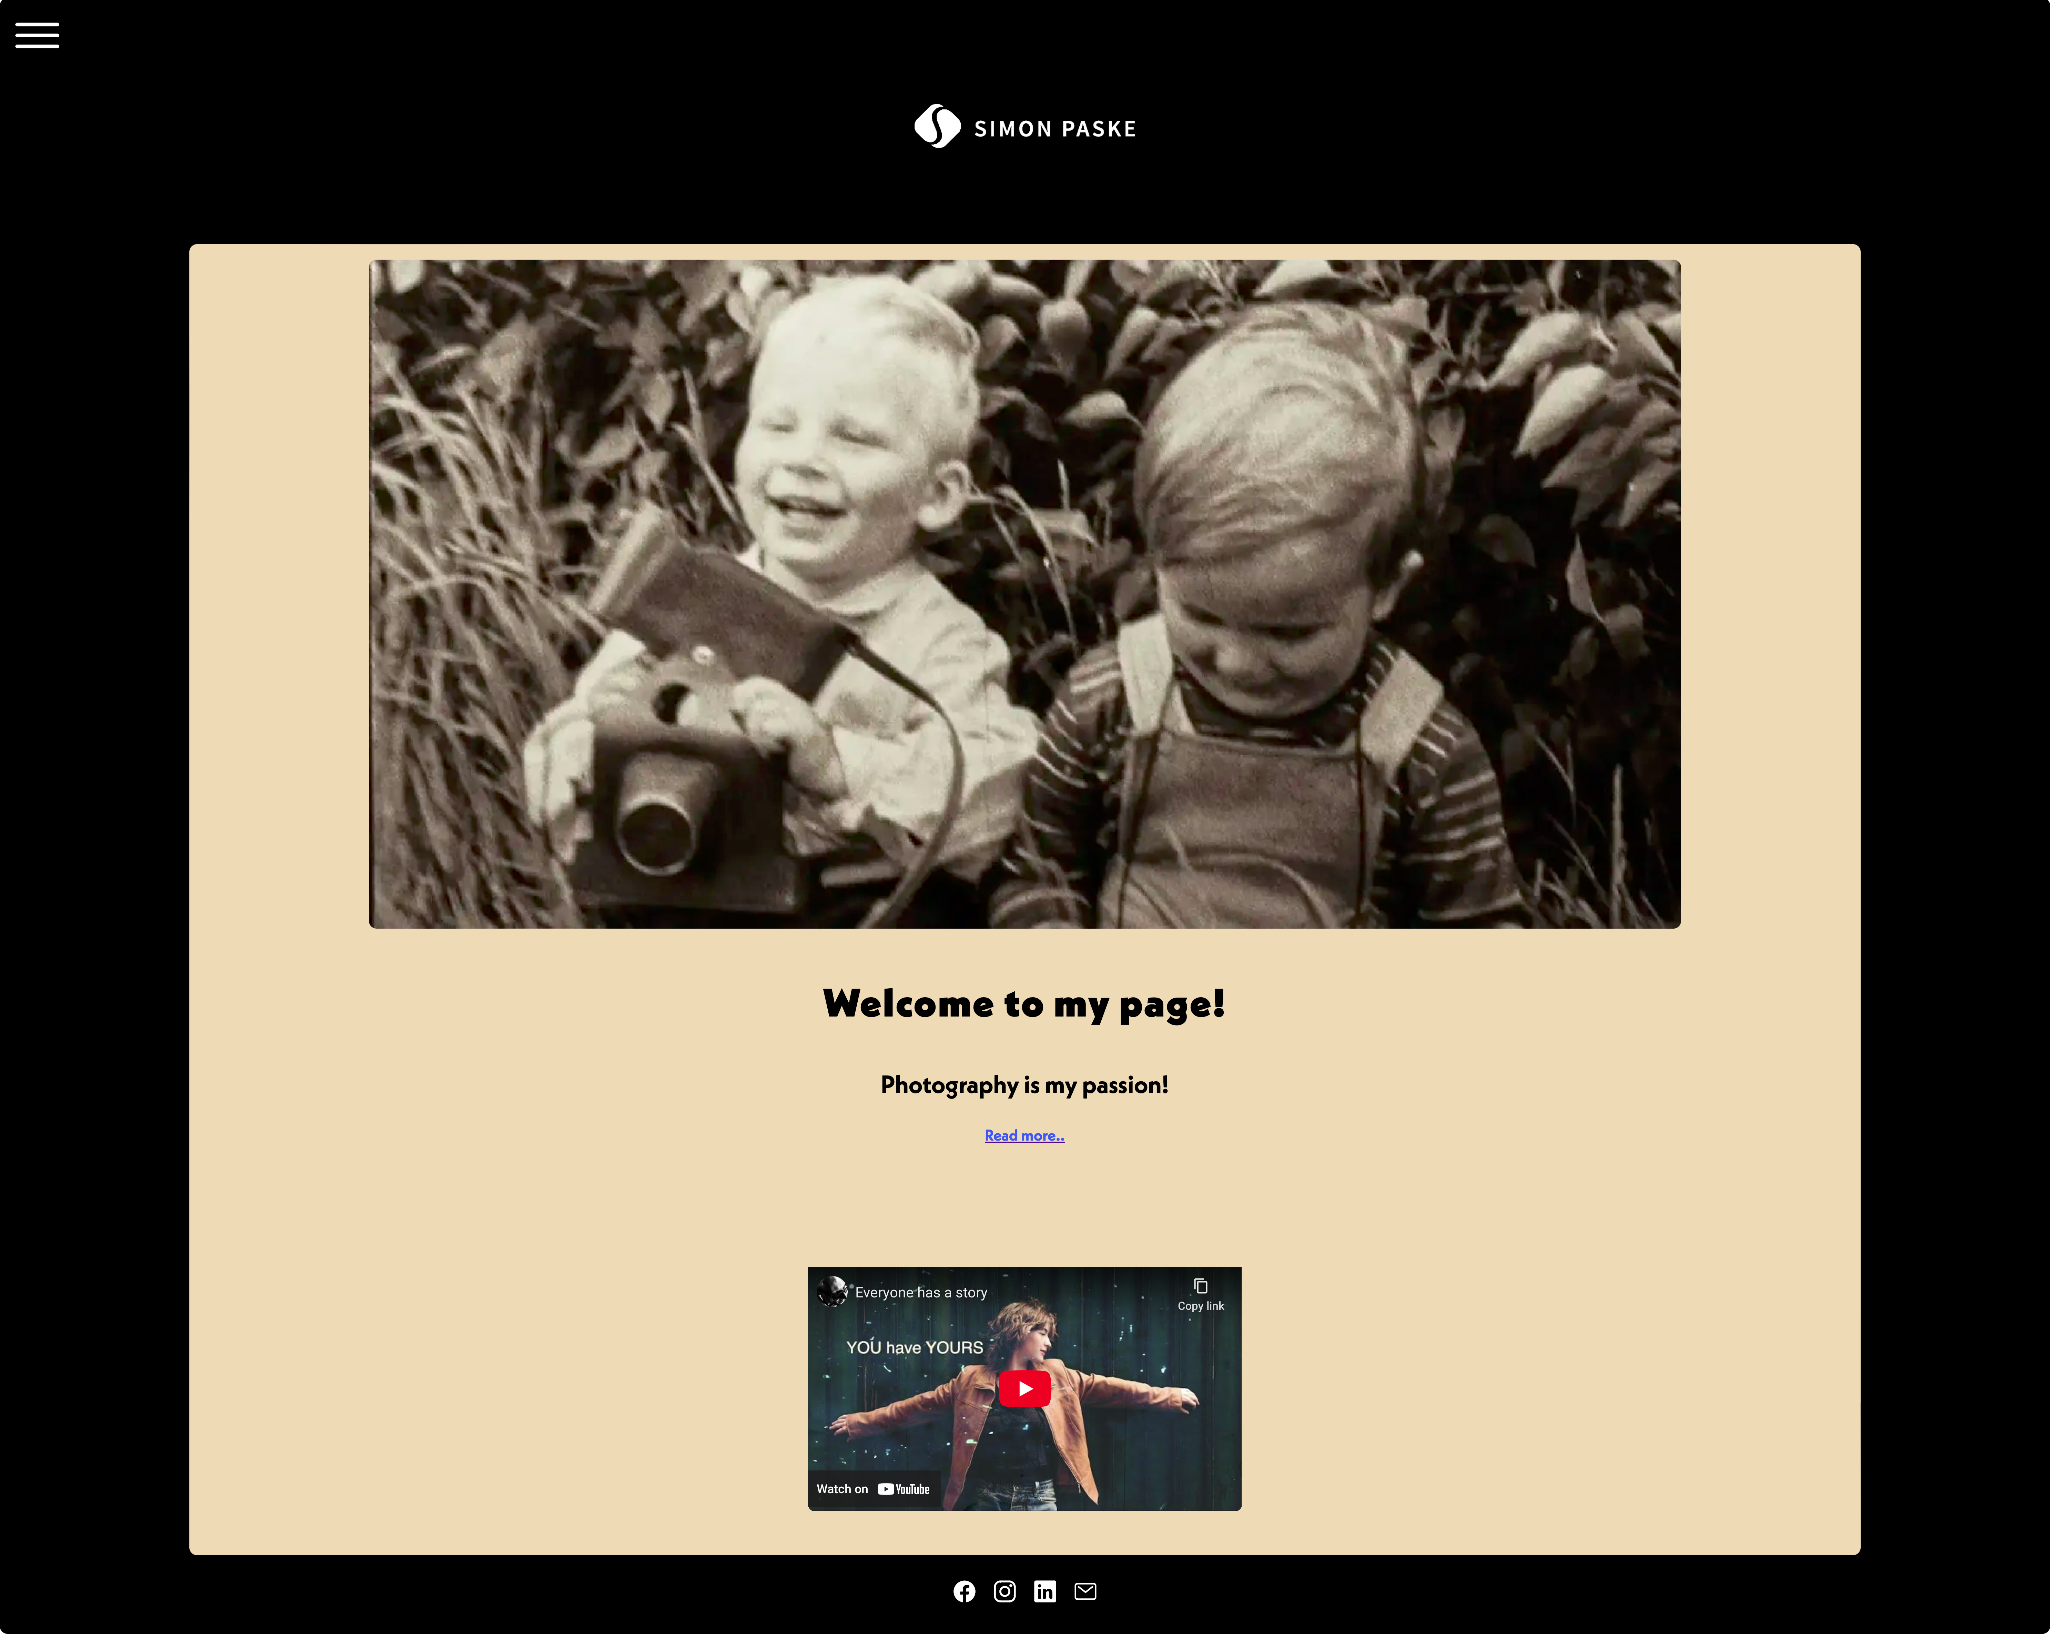 SIMON PASKE
Welcome to my page!
Photography is my passion!
Read more..
Everyone has a story
Copy link
YOU have YOURS
Watch on YouTube